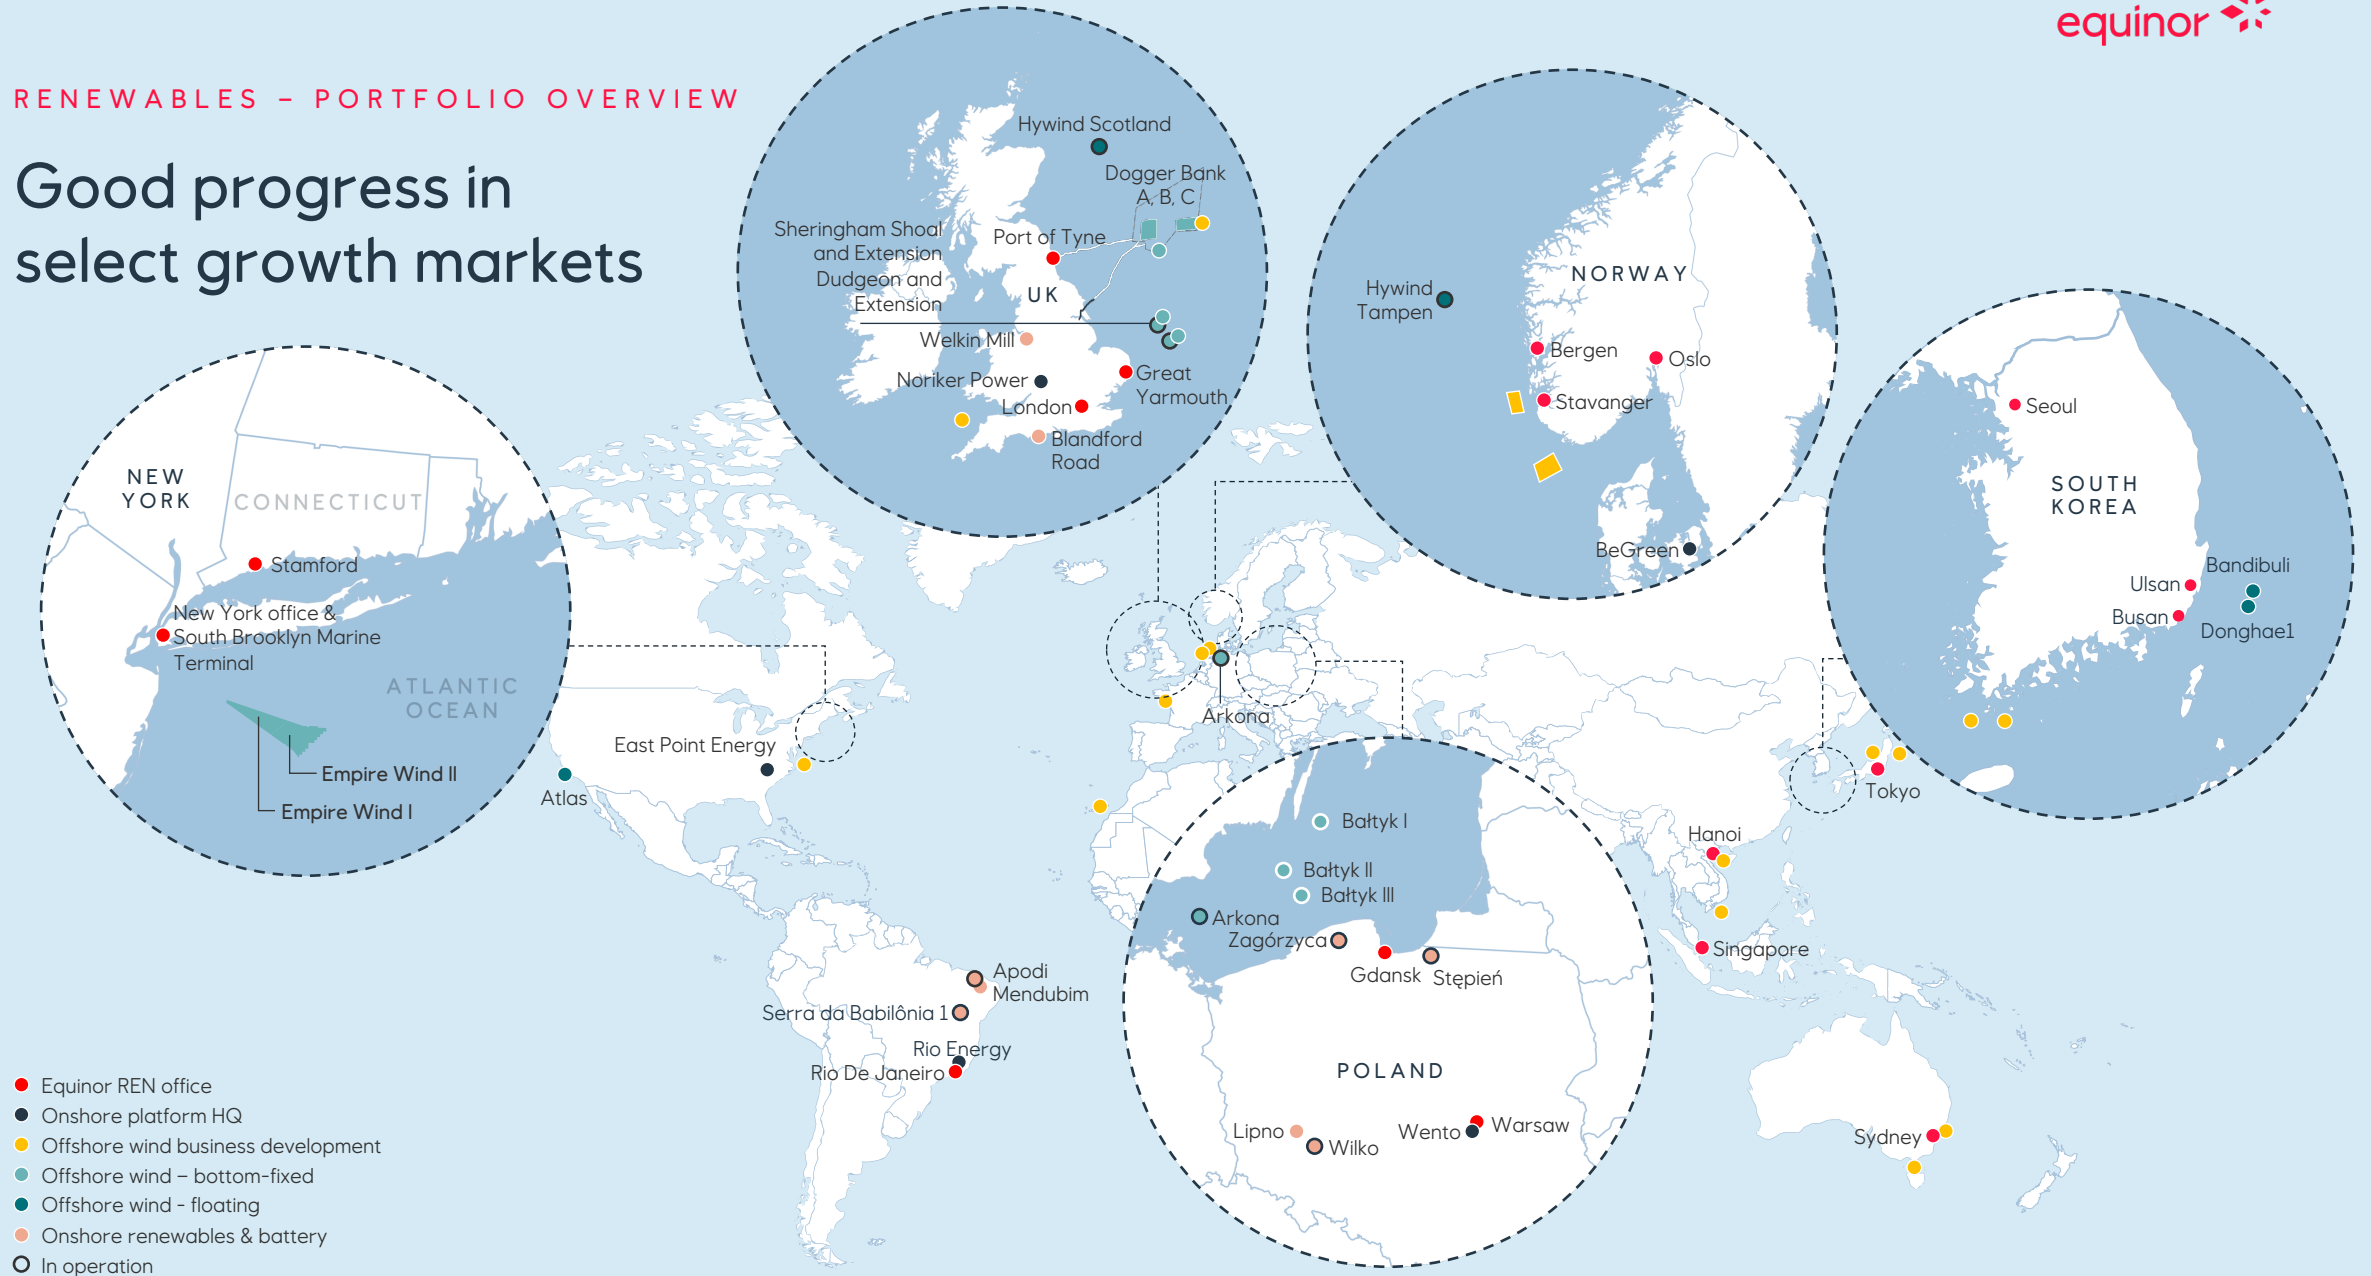 equinor
RENEWABLES – PORTFOLIO OVERVIEW
Good progress in
select growth markets
Hywind Scotland
Dogger Bank
A, B, C
Sheringham Shoal
and Extension
Dudgeon and
Extension
Port of Tyne
UK
Welkin Mill
Noriker Power
London
Great
Yarmouth
Blandford
Road
NORWAY
Hywind
Tampen
Bergen
Oslo
Stavanger
BeGreen
Seoul
SOUTH
KOREA
Bandibuli
Ulsan
Busan
Donghae1
NEW
YORK
CONNECTICUT
Stamford
New York office &
South Brooklyn Marine
Terminal
ATLANTIC
OCEAN
Empire Wind II
Empire Wind I
East Point Energy
Atlas
Arkona
Tokyo
Hanoi
Singapore
Sydney
Apodi
Mendubim
Serra da Babilônia 1
Rio Energy
Rio De Janeiro
Bałtyk I
Bałtyk II
Bałtyk III
Arkona
Zagórzyca
Gdansk
Stępień
POLAND
Lipno
Wilko
Wento
Warsaw
Equinor REN office
Onshore platform HQ
Offshore wind business development
Offshore wind – bottom-fixed
Offshore wind - floating
Onshore renewables & battery
In operation